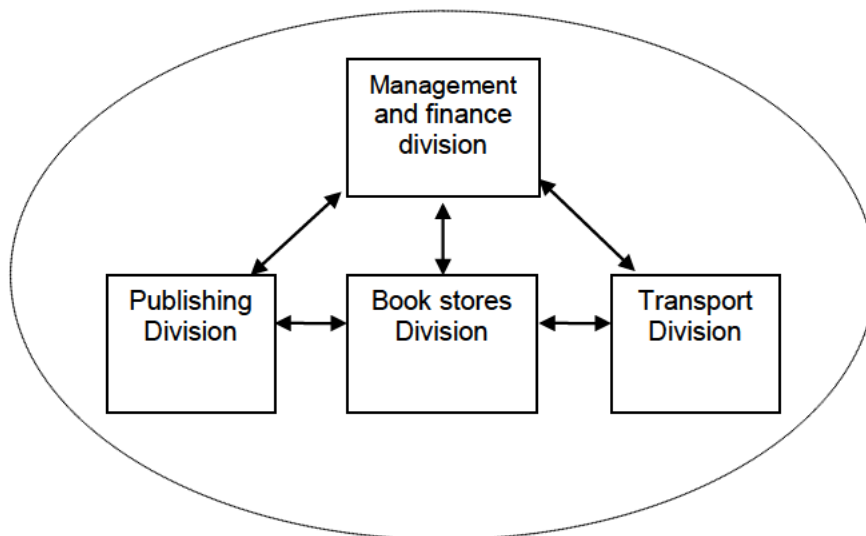 Management
and finance
division
Publishing
Division
Book stores
Division
Transport
Division